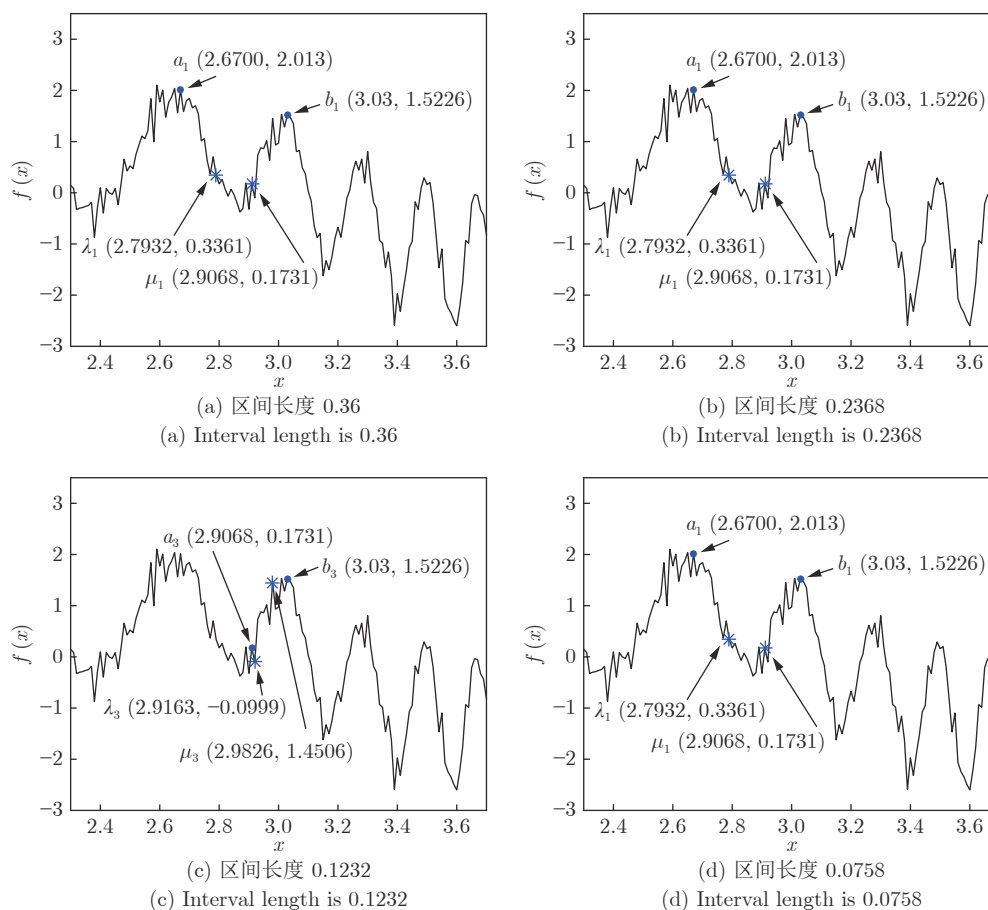 3
2
1
0
−1
−2
−3
f (x)
a₁ (2.6700, 2.013)
b₁ (3.03, 1.5226)
λ₁ (2.7932, 0.3361)
μ₁ (2.9068, 0.1731)
2.4 2.6 2.8 3.0 3.2 3.4 3.6
x
(a) 区间长度 0.36
(a) Interval length is 0.36
3
2
1
0
−1
−2
−3
f (x)
a₁ (2.6700, 2.013)
b₁ (3.03, 1.5226)
λ₁ (2.7932, 0.3361)
μ₁ (2.9068, 0.1731)
2.4 2.6 2.8 3.0 3.2 3.4 3.6
x
(b) 区间长度 0.2368
(b) Interval length is 0.2368
3
2
1
0
−1
−2
−3
f (x)
a₃ (2.9068, 0.1731)
b₃ (3.03, 1.5226)
λ₃ (2.9163, −0.0999)
μ₃ (2.9826, 1.4506)
2.4 2.6 2.8 3.0 3.2 3.4 3.6
x
(c) 区间长度 0.1232
(c) Interval length is 0.1232
3
2
1
0
−1
−2
−3
f (x)
a₁ (2.6700, 2.013)
b₁ (3.03, 1.5226)
λ₁ (2.7932, 0.3361)
μ₁ (2.9068, 0.1731)
2.4 2.6 2.8 3.0 3.2 3.4 3.6
x
(d) 区间长度 0.0758
(d) Interval length is 0.0758